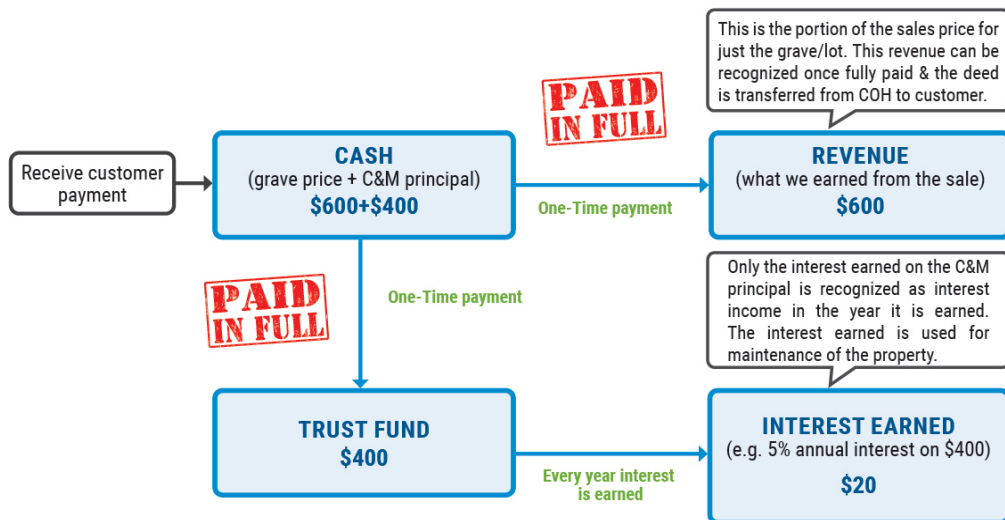 This is the portion of the sales price for
just the grave/lot. This revenue can be
recognized once fully paid & the deed
is transferred from COH to customer.
PAID
IN FULL
Receive customer
payment
CASH
(grave price + C&M principal)
$600+$400
One-Time payment
REVENUE
(what we earned from the sale)
$600
PAID
IN FULL
One-Time payment
Only the interest earned on the C&M
principal is recognized as interest
income in the year it is earned.
The interest earned is used for
maintenance of the property.
TRUST FUND
$400
Every year interest
is earned
INTEREST EARNED
(e.g. 5% annual interest on $400)
$20